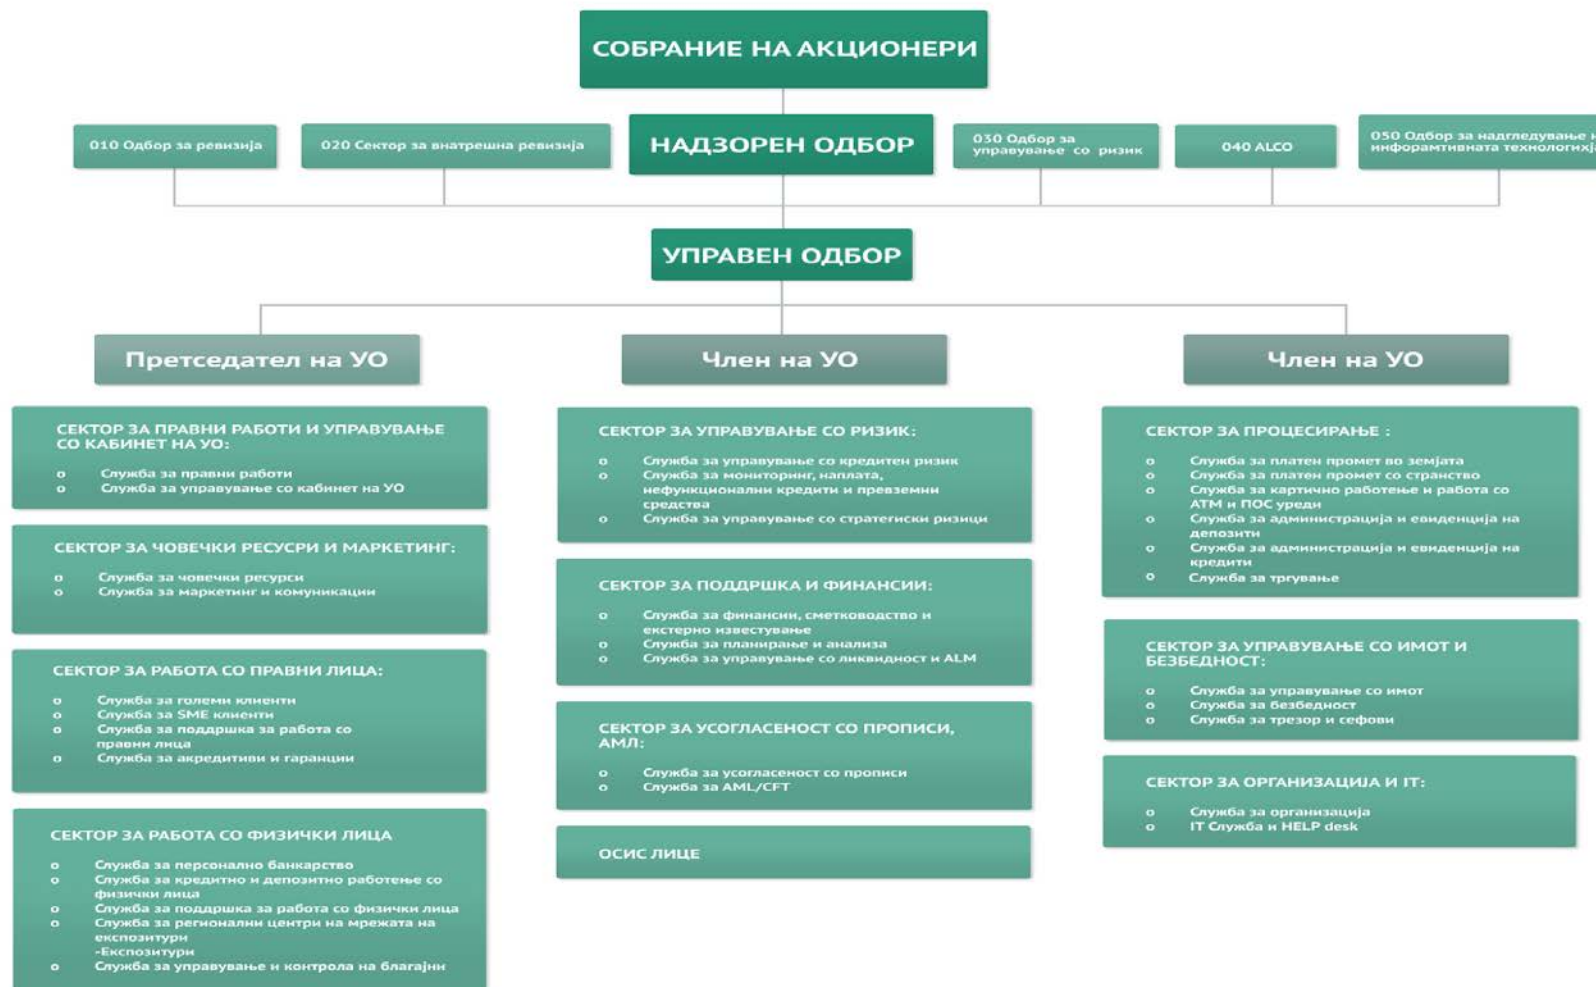 СОБРАНИЕ НА АКЦИОНЕРИ
010 Одбор за ревизија
020 Сектор за внатрешна ревизија
НАДЗОРЕН ОДБОР
030 Одбор за
управување со ризик
040 ALCO
050 Одбор за надгледување
инфорамтивната технологихја
УПРАВЕН ОДБОР
Претседател на УО
Член на УО
Член на УО
СЕКТОР ЗА ПРАВНИ РАБОТИ И УПРАВУВАЊЕ
СО КАБИНЕТ НА УО:
o Служба за правни работи
o Служба за управување со кабинет на УО
СЕКТОР ЗА ЧОВЕЧКИ РЕСУСРИ И МАРКЕТИНГ:
o Служба за човечки ресурси
o Служба за маркетинг и комуникации
СЕКТОР ЗА РАБОТА СО ПРАВНИ ЛИЦА:
o Служба за големи клиенти
o Служба за SME клиенти
o Служба за поддршка за работа со
правни лица
o Служба за акредитиви и гаранции
СЕКТОР ЗА РАБОТА СО ФИЗИЧКИ ЛИЦА
o Служба за персонално банкарство
o Служба за кредитно и депозитно работење со
физички лица
o Служба за поддршка за работа со физички лица
o Служба за регионални центри на мрежата на
експозитури
-Експозитури
o Служба за управување и контрола на благајни
СЕКТОР ЗА УПРАВУВАЊЕ СО РИЗИК:
o Служба за управување со кредитен ризик
o Служба за мониторинг, наплата,
нефункционални кредити и превземни
средства
o Служба за управување со стратегиски ризици
СЕКТОР ЗА ПОДДРШКА И ФИНАНСИИ:
o Служба за финансии, сметководство и
екстерно известување
o Служба за планирање и анализа
o Служба за управување со ликвидност и ALM
СЕКТОР ЗА УСОГЛАСЕНОСТ СО ПРОПИСИ,
АМЛ:
o Служба за усогласеност со прописи
o Служба за AML/CFT
ОСИС ЛИЦЕ
СЕКТОР ЗА ПРОЦЕСИРАЊЕ :
o Служба за платен промет во земјата
o Служба за платен промет со странство
o Служба за картично работење и работа со
АТМ и ПОС уреди
o Служба за администрација и евиденција на
депозити
o Служба за администрација и евиденција на
кредити
o Служба за тргување
СЕКТОР ЗА УПРАВУВАЊЕ СО ИМОТ И
БЕЗБЕДНОСТ:
o Служба за управување со имот
o Служба за безбедност
o Служба за трезор и сефови
СЕКТОР ЗА ОРГАНИЗАЦИЈА И IT:
o Служба за организација
o IT Служба и HELP desk